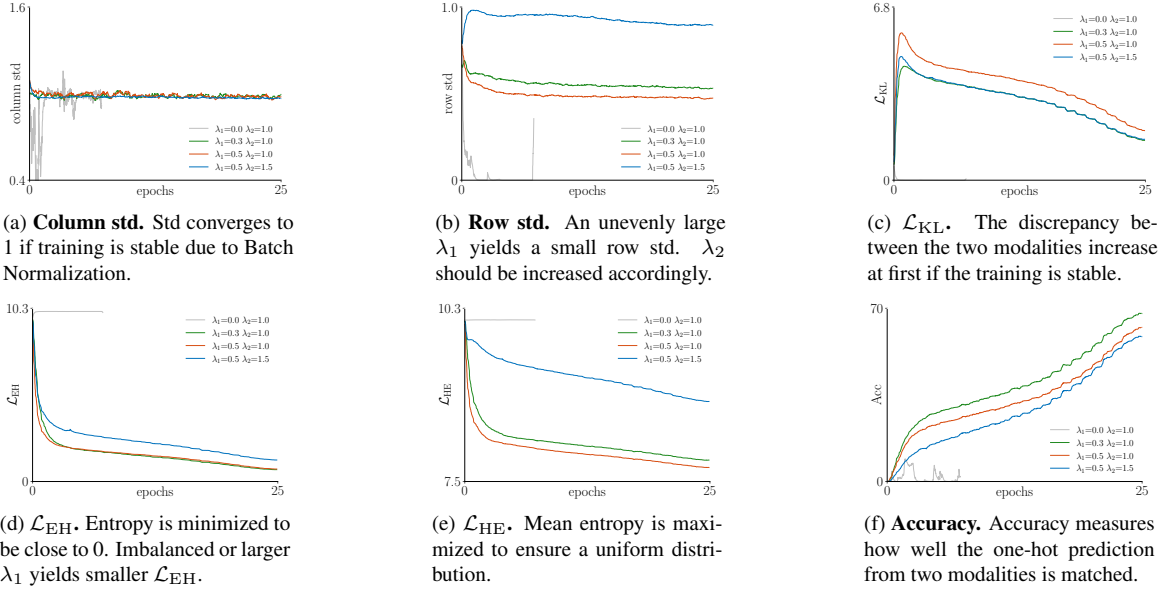 1.6
column std
λ₁=0.0 λ₂=1.0
λ₁=0.3 λ₂=1.0
λ₁=0.5 λ₂=1.0
λ₁=0.5 λ₂=1.5
0.4
0
epochs
25
(a) Column std. Std converges to
1 if training is stable due to Batch
Normalization.
1.0
row std
λ₁=0.0 λ₂=1.0
λ₁=0.3 λ₂=1.0
λ₁=0.5 λ₂=1.0
λ₁=0.5 λ₂=1.5
0
0
epochs
25
(b) Row std. An unevenly large
λ₁ yields a small row std. λ₂
should be increased accordingly.
6.8
ℒ_KL
λ₁=0.0 λ₂=1.0
λ₁=0.3 λ₂=1.0
λ₁=0.5 λ₂=1.0
λ₁=0.5 λ₂=1.5
0
0
epochs
25
(c) ℒ_KL. The discrepancy be-
tween the two modalities increase
at first if the training is stable.
10.3
ℒ_EH
λ₁=0.0 λ₂=1.0
λ₁=0.3 λ₂=1.0
λ₁=0.5 λ₂=1.0
λ₁=0.5 λ₂=1.5
0
0
epochs
25
(d) ℒ_EH. Entropy is minimized to
be close to 0. Imbalanced or larger
λ₁ yields smaller ℒ_EH.
10.3
ℒ_HE
λ₁=0.0 λ₂=1.0
λ₁=0.3 λ₂=1.0
λ₁=0.5 λ₂=1.0
λ₁=0.5 λ₂=1.5
7.5
0
epochs
25
(e) ℒ_HE. Mean entropy is maxi-
mized to ensure a uniform distri-
bution.
70
Acc
λ₁=0.0 λ₂=1.0
λ₁=0.3 λ₂=1.0
λ₁=0.5 λ₂=1.0
λ₁=0.5 λ₂=1.5
0
0
epochs
25
(f) Accuracy. Accuracy measures
how well the one-hot prediction
from two modalities is matched.